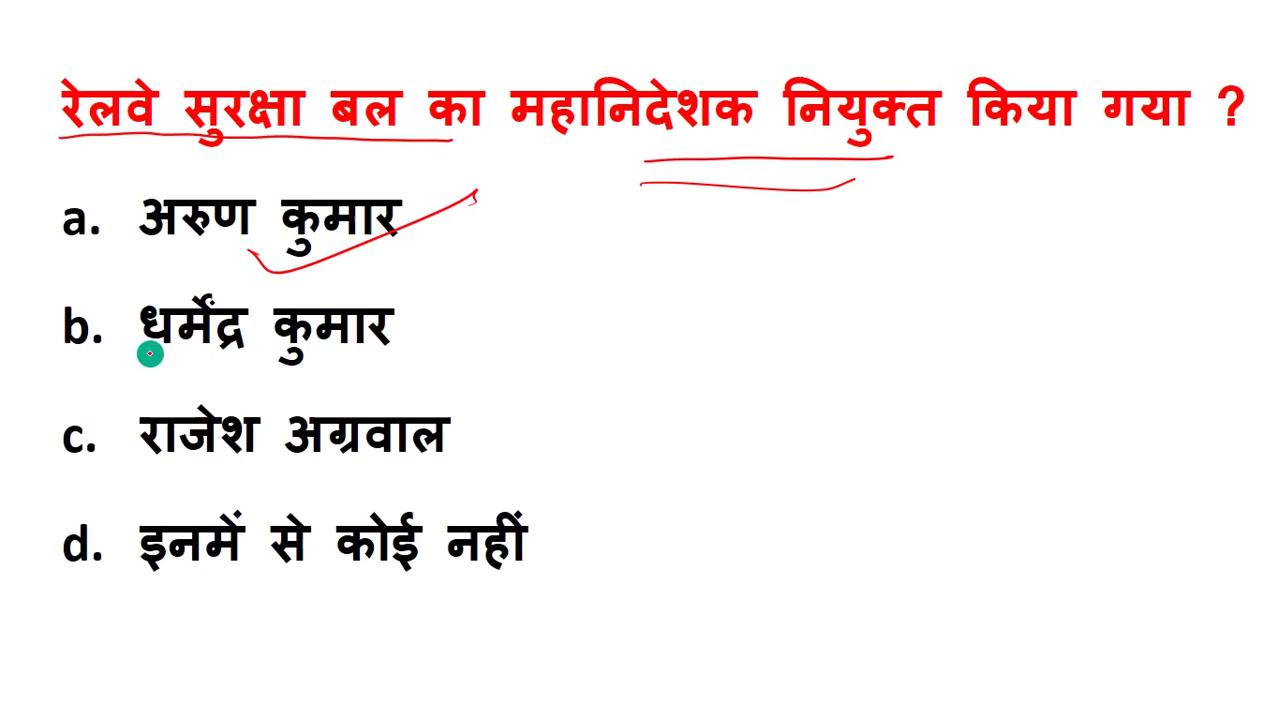 रेलवे सुरक्षा बल का महानिदेशक नियुक्त किया गया ?
a. अरुण कुमार
b. धर्मेंद्र कुमार
c. राजेश अग्रवाल
d. इनमें से कोई नहीं